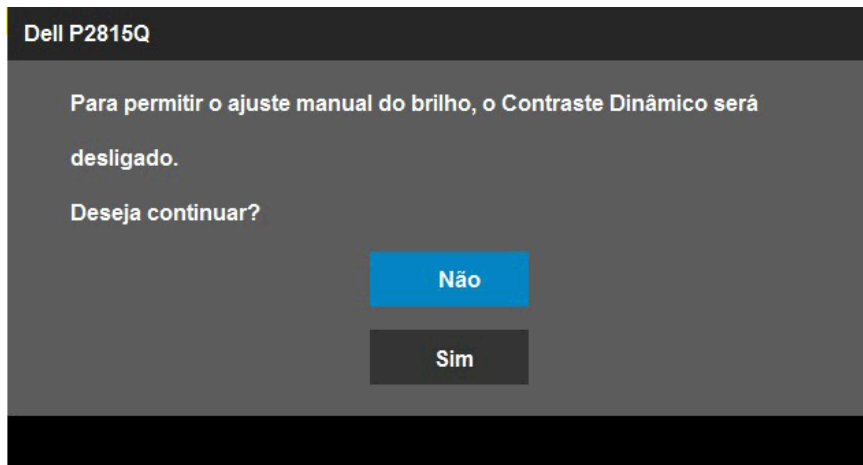 Dell P2815Q
Para permitir o ajuste manual do brilho, o Contraste Dinâmico será
desligado.
Deseja continuar?
Não
Sim